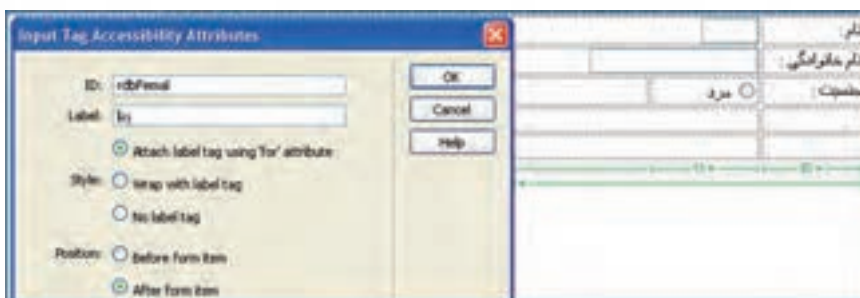 Input Tag Accessibility Attributes
ID: rdbFemal
Label:
Attach label tag using 'for' attribute
Style:
Wrap with label tag
No label tag
Position:
Before form item
After form item
OK
Cancel
Help
نام:
نام خانوادگی:
جنسیت:
مرد